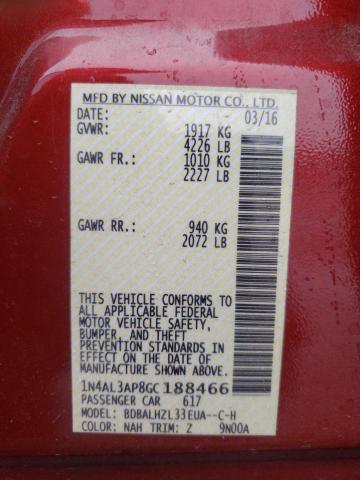 MFD BY NISSAN MOTOR CO., LTD.
DATE: 03/16
GVWR: 1917 KG
4226 LB
GAWR FR: 1010 KG
2227 LB
GAWR RR.: 940 KG
2072 LB
THIS VEHICLE CONFORMS TO
ALL APPLICABLE FEDERAL
MOTOR VEHICLE SAFETY,
BUMPER, AND THEFT
PREVENTION STANDARDS
IN EFFECT ON THE DATE OF
MANUFACTURE SHOWN ABOVE.
1N4AL3AP8GC188466
PASSENGER CAR 617
MODEL: BDBALHZL33EUA--C-H
COLOR: NAH TRIM: Z 9N00A